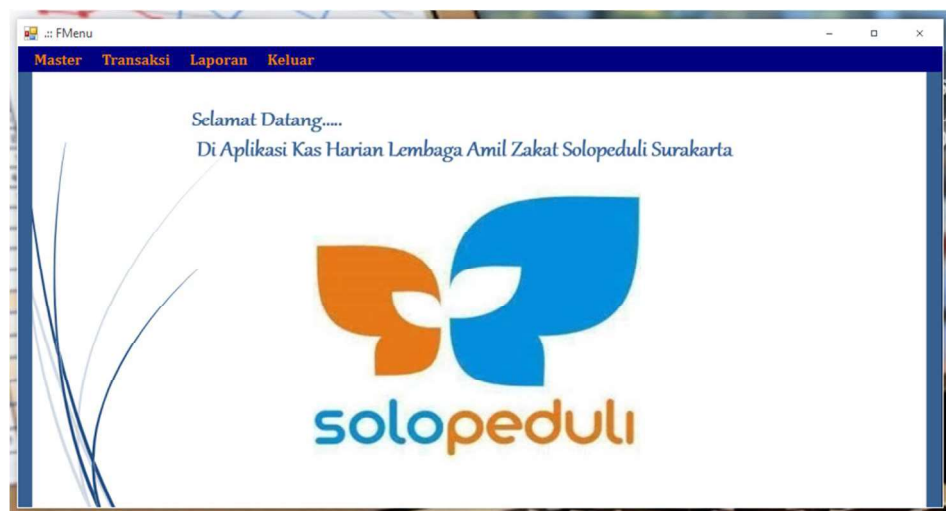 .:: FMenu
Master Transaksi Laporan Keluar
Selamat Datang.....
Di Aplikasi Kas Harian Lembaga Amil Zakat Solopeduli Surakarta
solopeduli